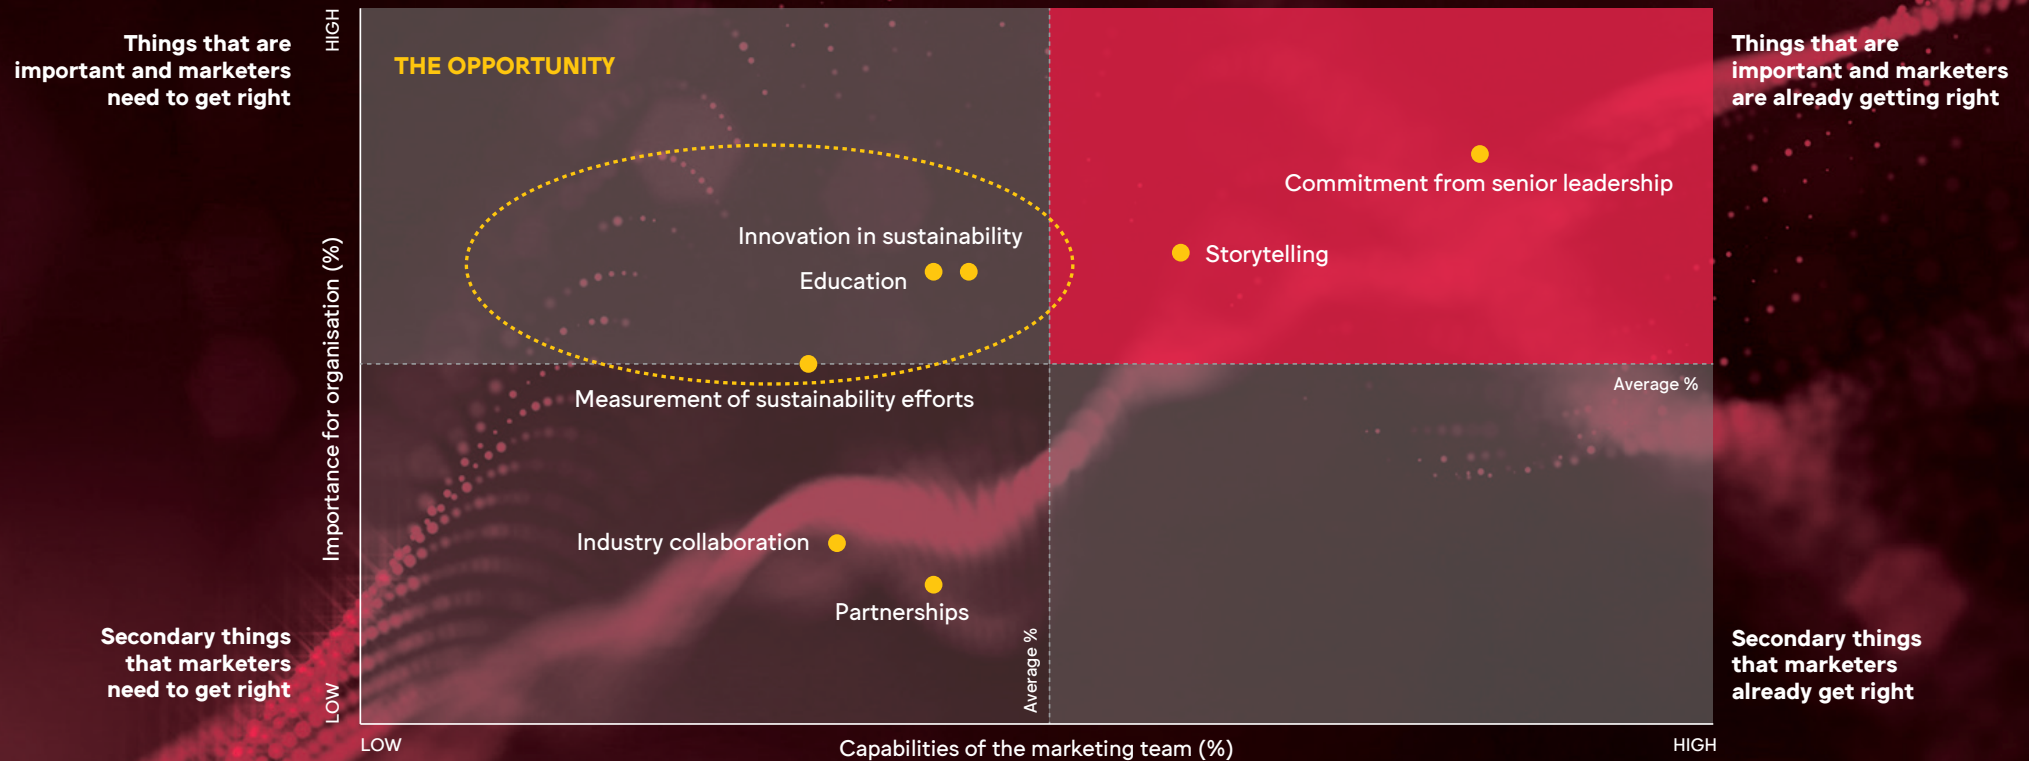 Things that are
important and marketers
need to get right
HIGH
THE OPPORTUNITY
Things that are
important and marketers
are already getting right
Commitment from senior leadership
Innovation in sustainability
Storytelling
Education
Importance for organisation (%)
Average %
Measurement of sustainability efforts
Industry collaboration
Partnerships
Average %
Secondary things
that marketers
need to get right
LOW
Secondary things
that marketers
already get right
LOW
Capabilities of the marketing team (%)
HIGH